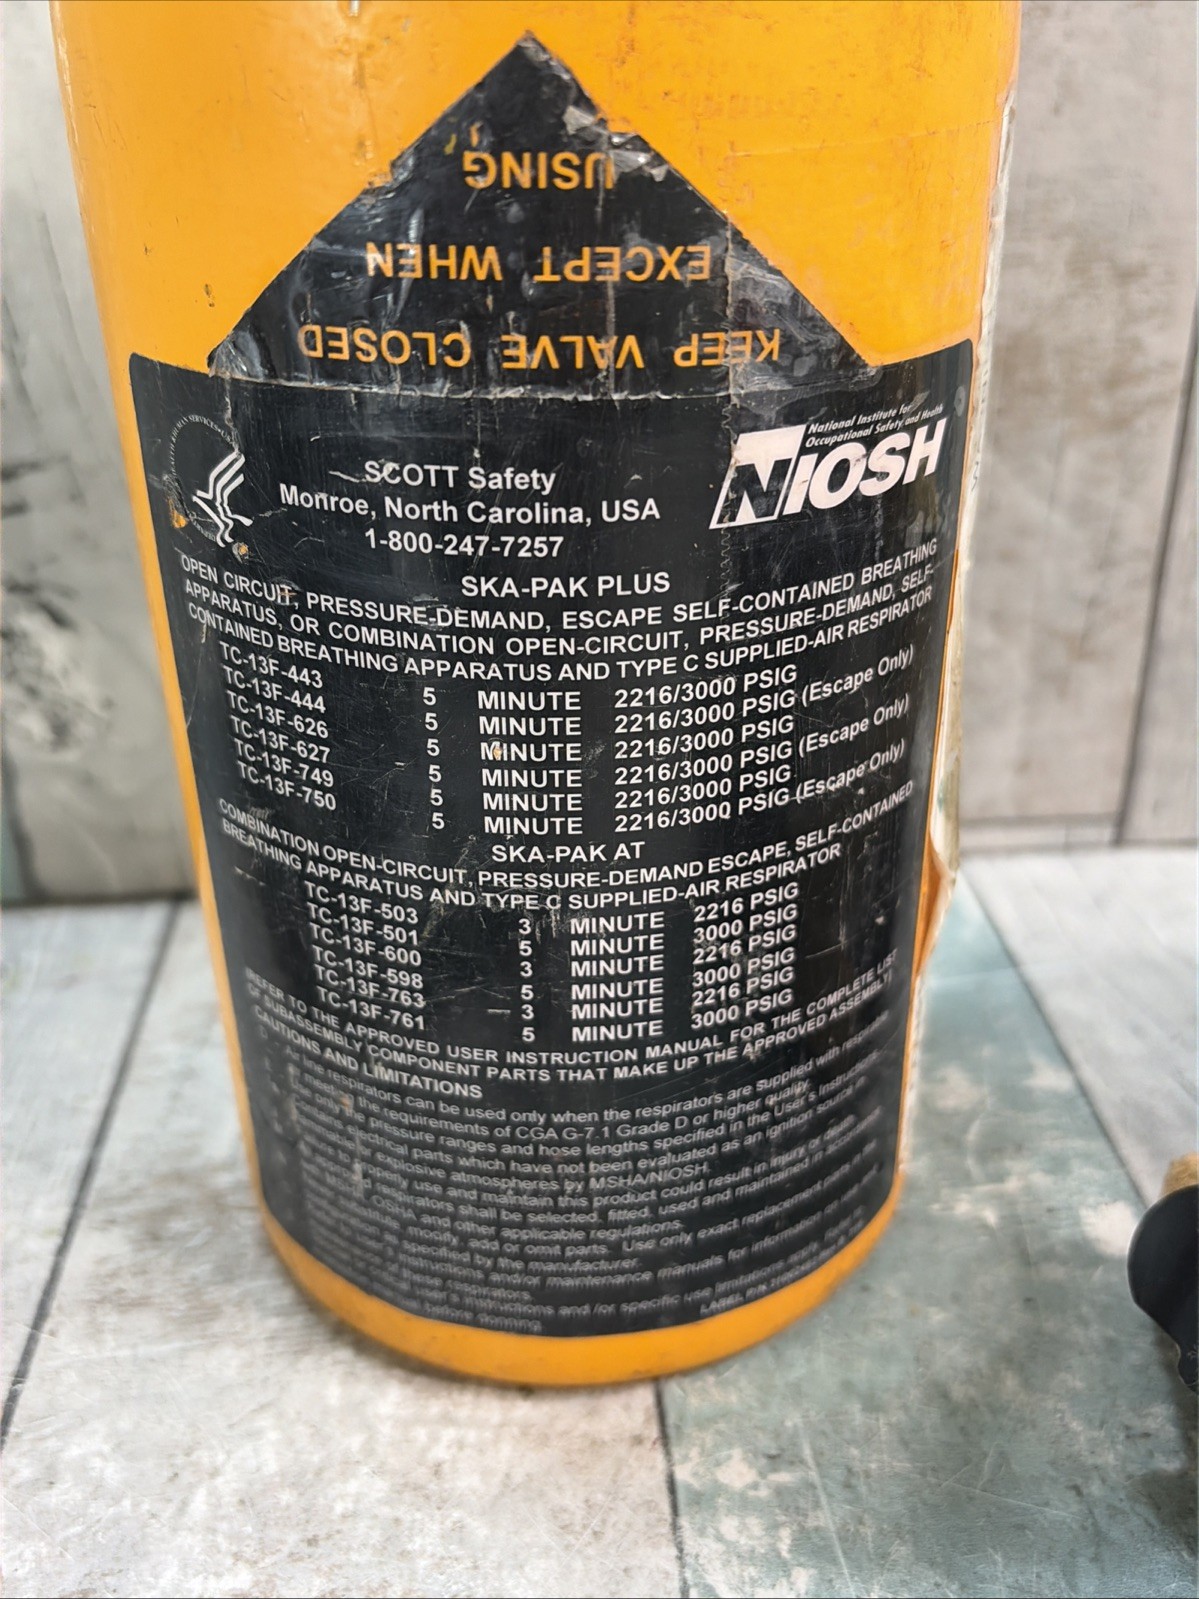 KEEP VALVE CLOSED
EXCEPT WHEN
USING
National Institute for
Occupational Safety and Health
NIOSH
SCOTT Safety
Monroe, North Carolina, USA
1-800-247-7257
SKA-PAK PLUS
OPEN CIRCUIT, PRESSURE-DEMAND, ESCAPE SELF-CONTAINED BREATHING
APPARATUS, OR COMBINATION OPEN-CIRCUIT, PRESSURE-DEMAND, SELF-
CONTAINED BREATHING APPARATUS AND TYPE C SUPPLIED-AIR RESPIRATOR
TC-13F-443 5 MINUTE 2216/3000 PSIG
TC-13F-444 5 MINUTE 2216/3000 PSIG (Escape Only)
TC-13F-626 5 MINUTE 2216/3000 PSIG
TC-13F-627 5 MINUTE 2216/3000 PSIG (Escape Only)
TC-13F-749 5 MINUTE 2216/3000 PSIG
TC-13F-750 5 MINUTE 2216/3000 PSIG (Escape Only)
SKA-PAK AT
COMBINATION OPEN-CIRCUIT, PRESSURE-DEMAND ESCAPE, SELF-CONTAINED
BREATHING APPARATUS AND TYPE C SUPPLIED-AIR RESPIRATOR
TC-13F-503 3 MINUTE 2216 PSIG
TC-13F-501 5 MINUTE 3000 PSIG
TC-13F-600 3 MINUTE 2216 PSIG
TC-13F-598 5 MINUTE 3000 PSIG
TC-13F-763 3 MINUTE 2216 PSIG
TC-13F-761 5 MINUTE 3000 PSIG
(REFER TO THE APPROVED USER INSTRUCTION MANUAL FOR THE COMPLETE LIST
OF SUBASSEMBLY COMPONENT PARTS THAT MAKE UP THE APPROVED ASSEMBLY)
CAUTIONS AND LIMITATIONS
Air line respirators can be used only when the respirators are supplied with respirable
air meeting the requirements of CGA G-7.1 Grade D or higher quality.
Use only the pressure ranges and hose lengths specified in the User's Instructions.
Contains electrical parts which have not been evaluated as an ignition source in
flammable or explosive atmospheres by MSHA/NIOSH.
Failure to properly use and maintain this product could result in injury or death.
All approved respirators shall be selected, fitted, used and maintained in accordance
with MSHA, OSHA and other applicable regulations.
substitute, modify, add or omit parts. Use only exact replacement parts in the
configuration as specified by the manufacturer.
instructions and/or maintenance manuals for information on use and
of these respirators.
user's instructions and /or specific use limitations apply. Refer to
before donning.
LABEL P/N